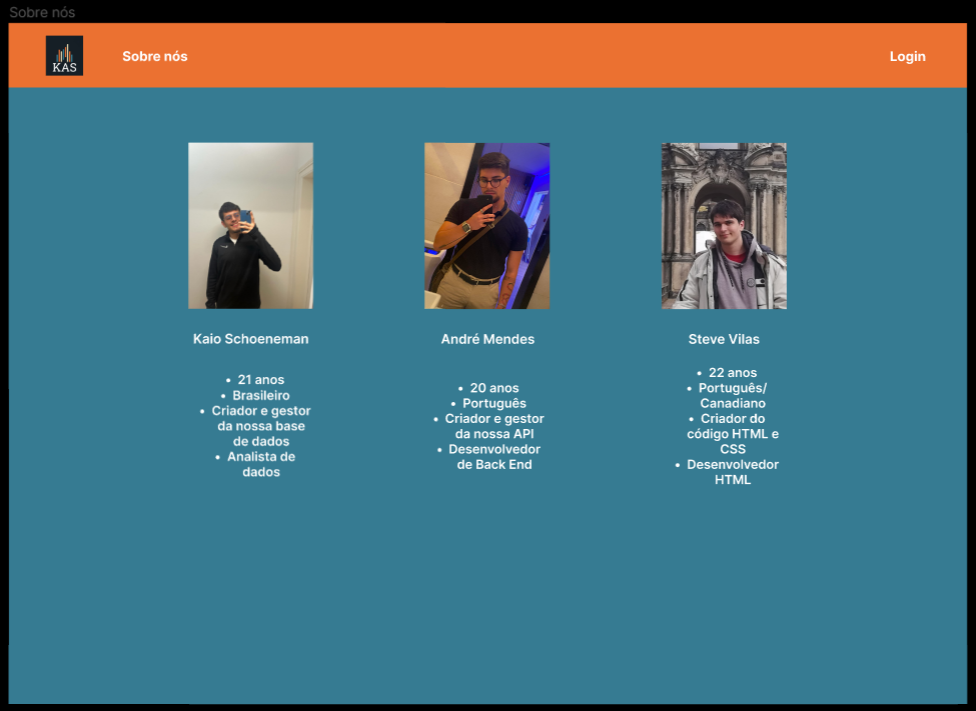 Sobre nós
KAS
Sobre nós
Login
Kaio Schoeneman
• 21 anos
• Brasileiro
• Criador e gestor
da nossa base
de dados
• Analista de
dados
André Mendes
• 20 anos
• Português
• Criador e gestor
da nossa API
• Desenvolvedor
de Back End
Steve Vilas
• 22 anos
• Português/
Canadiano
• Criador do
código HTML e
CSS
• Desenvolvedor
HTML